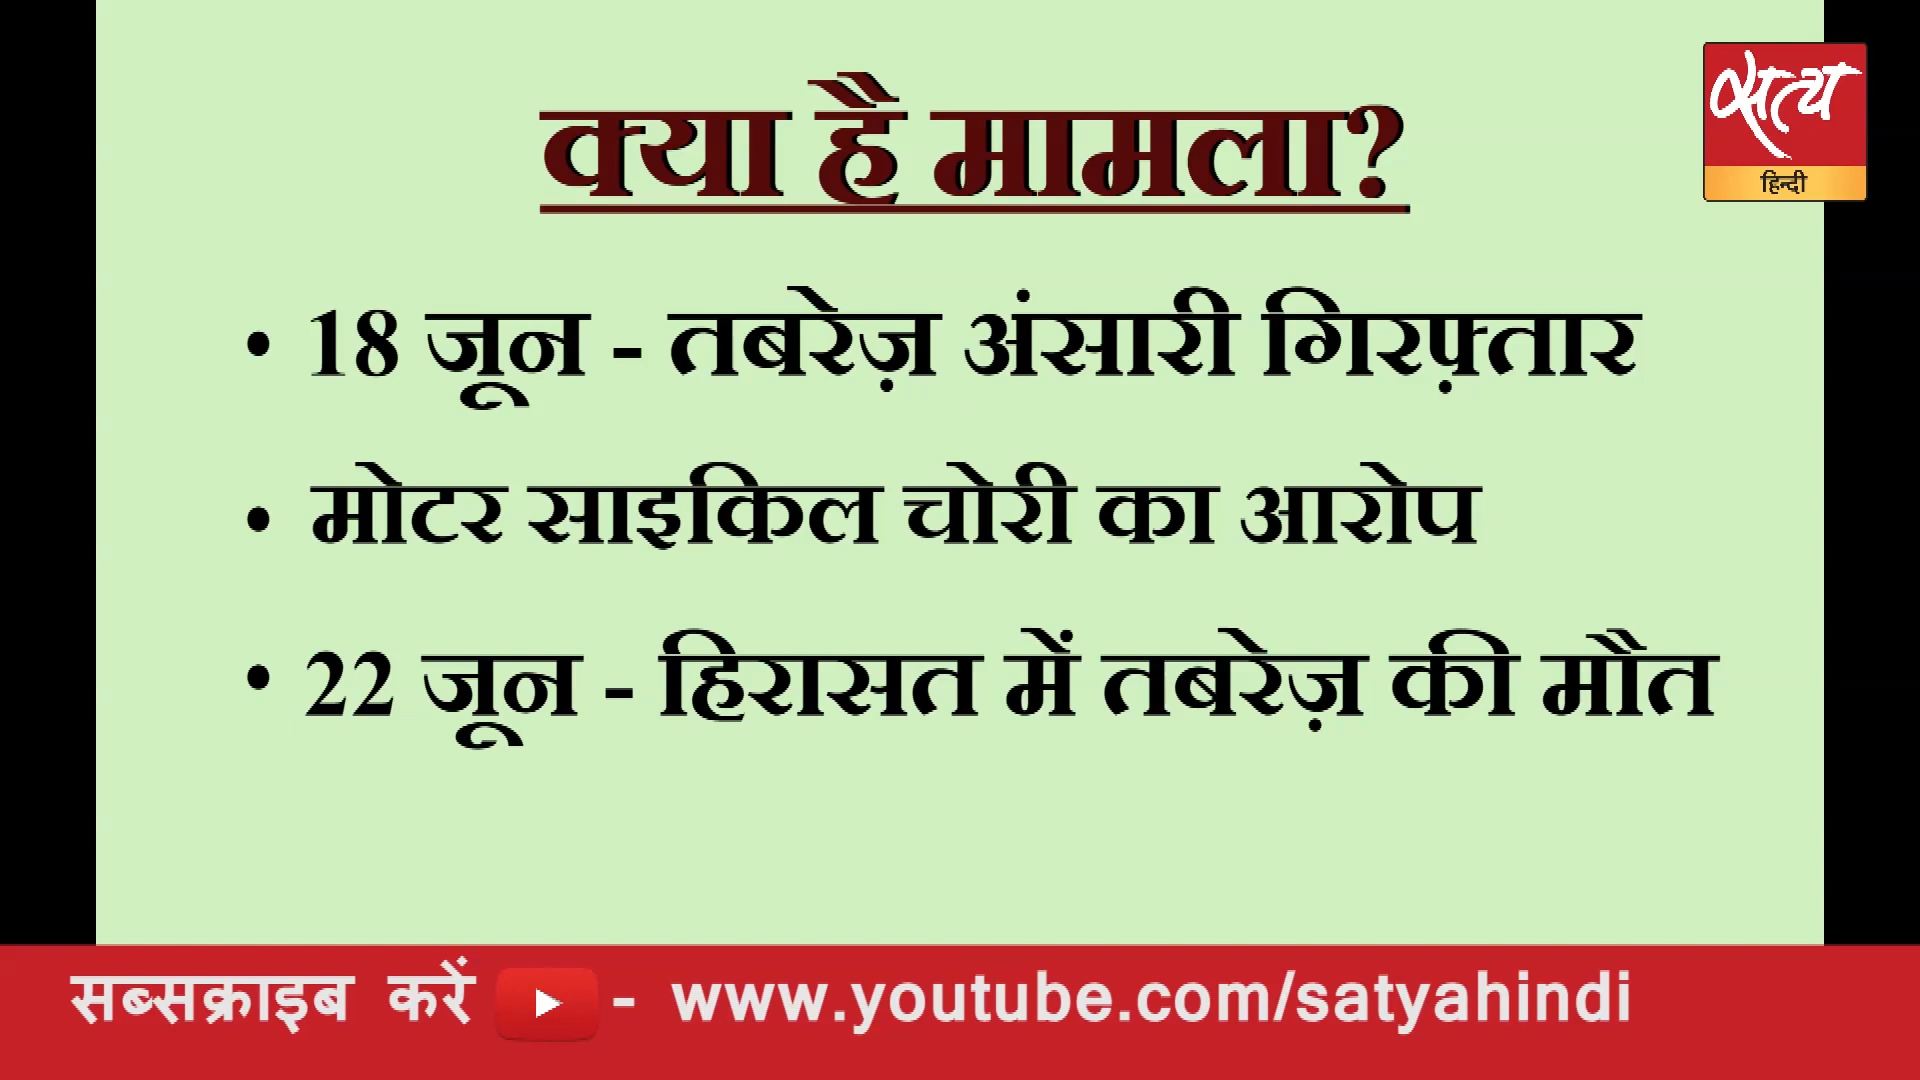 क्या है मामला?
सत्य
हिन्दी
• 18 जून - तबरेज़ अंसारी गिरफ़्तार
• मोटर साइकिल चोरी का आरोप
• 22 जून - हिरासत में तबरेज़ की मौत
सब्सक्राइब करें - www.youtube.com/satyahindi